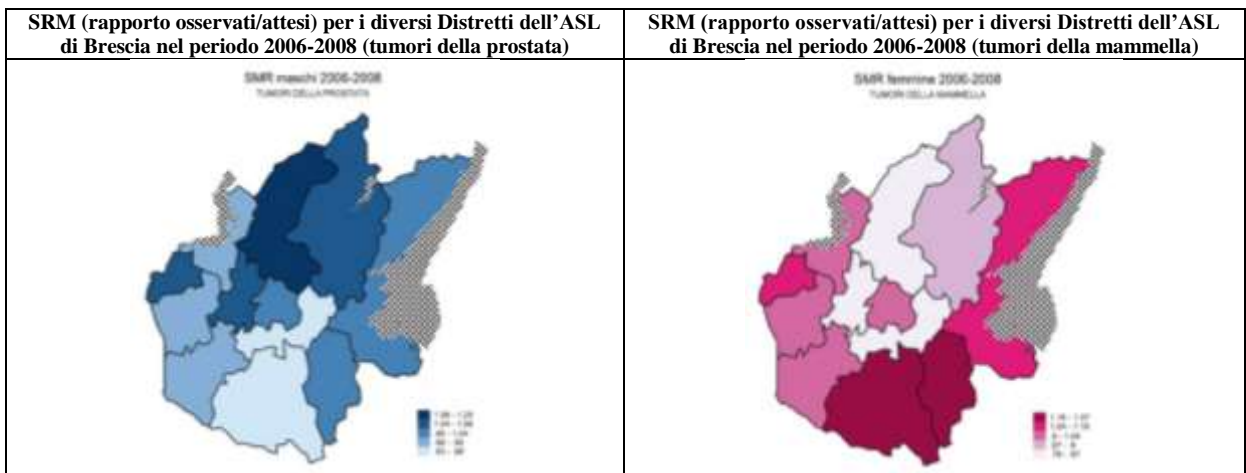 SRM (rapporto osservati/attesi) per i diversi Distretti dell'ASL
di Brescia nel periodo 2006-2008 (tumori della prostata)
SRM (rapporto osservati/attesi) per i diversi Distretti dell'ASL
di Brescia nel periodo 2006-2008 (tumori della mammella)
SMR maschi 2006-2008
TUMORI DELLA PROSTATA
SMR femmine 2006-2008
TUMORI DELLA MAMMELLA